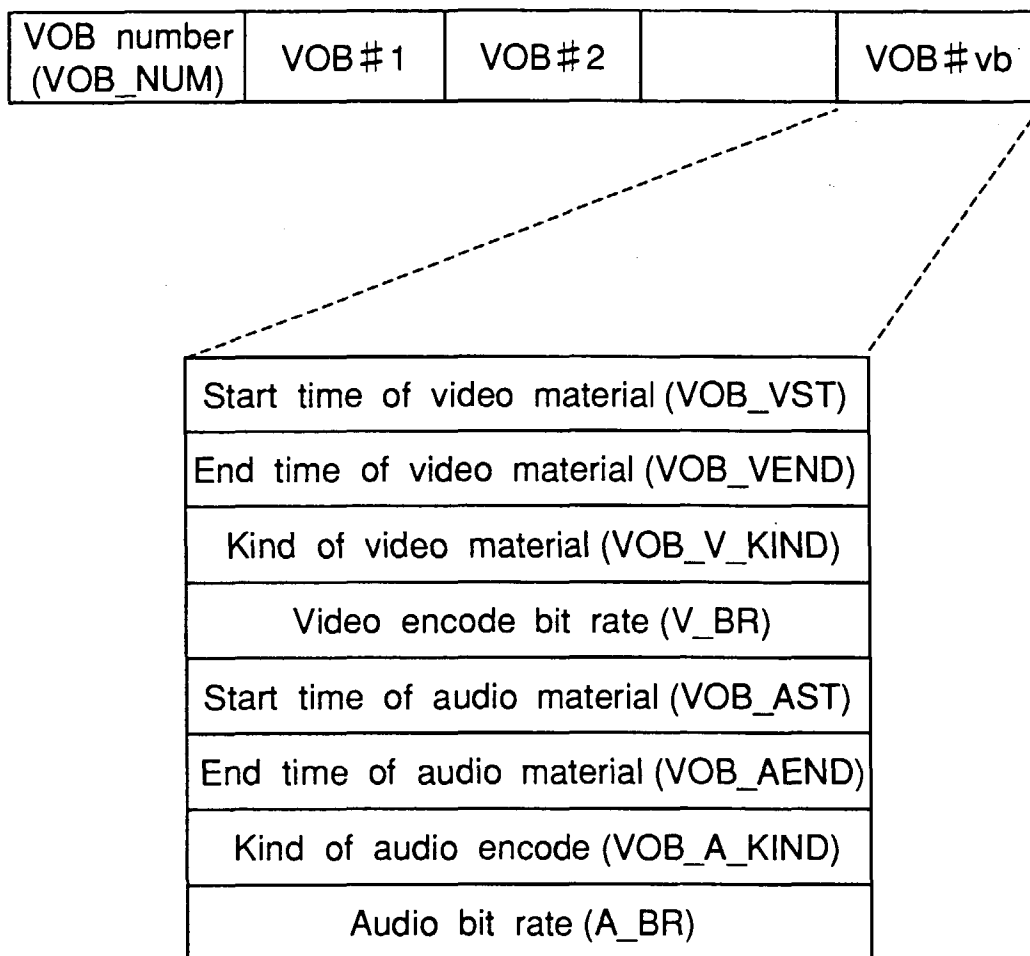 VOB number
(VOB_NUM)
VOB#1
VOB#2
VOB#vb
Start time of video material (VOB_VST)
End time of video material (VOB_VEND)
Kind of video material (VOB_V_KIND)
Video encode bit rate (V_BR)
Start time of audio material (VOB_AST)
End time of audio material (VOB_AEND)
Kind of audio encode (VOB_A_KIND)
Audio bit rate (A_BR)